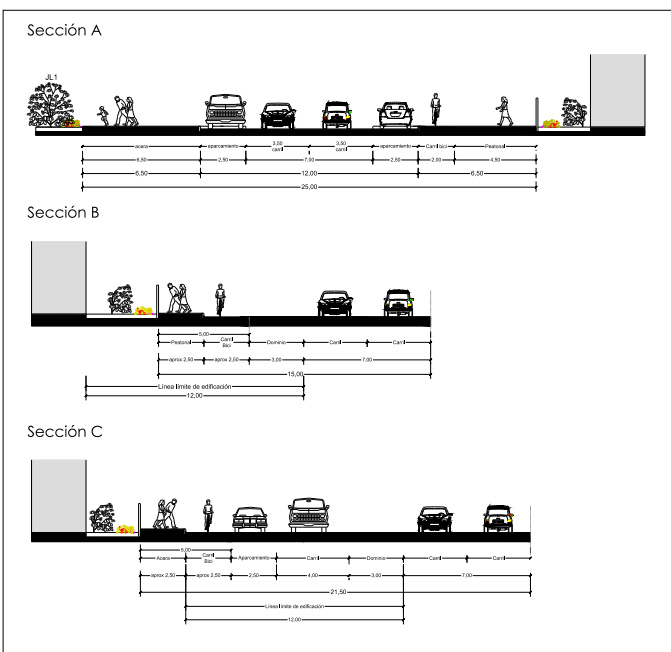 Sección A
JL1
acera aparcamiento 3,50 carril 3,50 carril aparcamiento Carril bici Peatonal
6,50 2,50 7,00 2,50 2,00 4,50
6,50 12,00 6,50
25,00
Sección B
5,00
Peatonal Carril Bici Dominio Carril Carril
aprox 2,50 aprox 2,50 3,00 7,00
15,00
Línea límite de edificación
12,00
Sección C
5,00
Acera Carril Bici Aparcamiento Carril Dominio Carril Carril
aprox 2,50 aprox 2,50 2,50 4,00 3,00 7,00
21,50
Línea límite de edificación
12,00